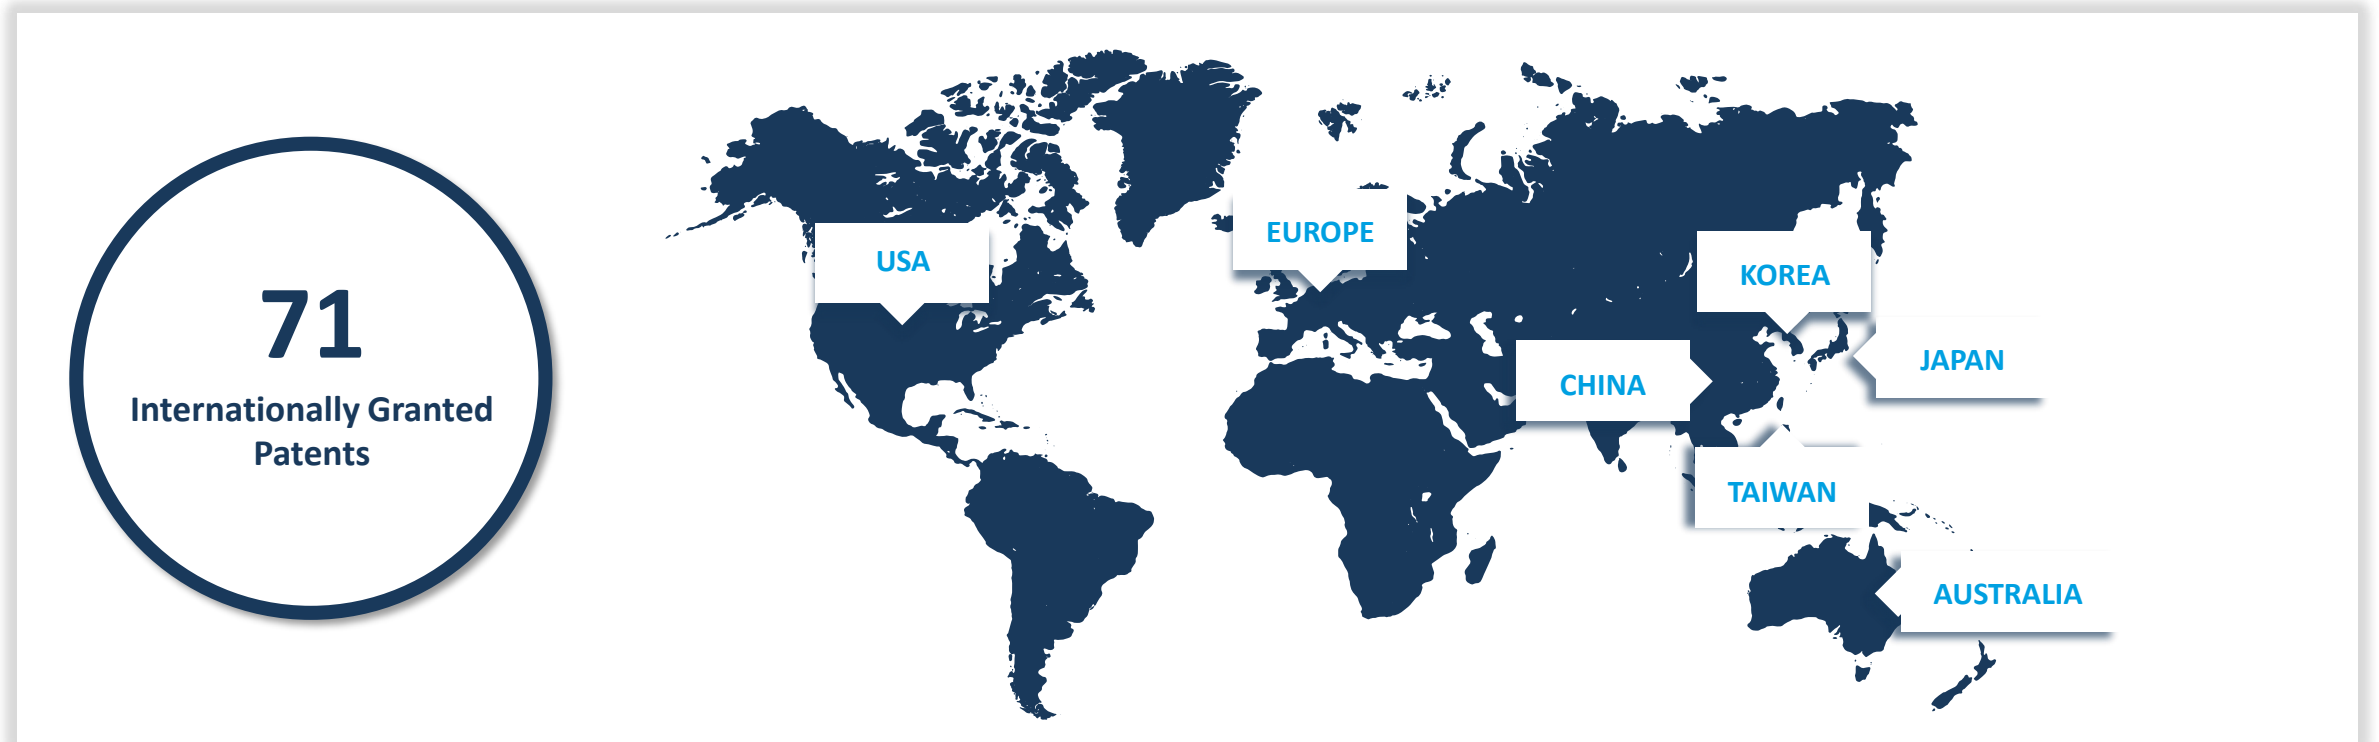 71
Internationally Granted
Patents
USA
EUROPE
KOREA
JAPAN
CHINA
TAIWAN
AUSTRALIA